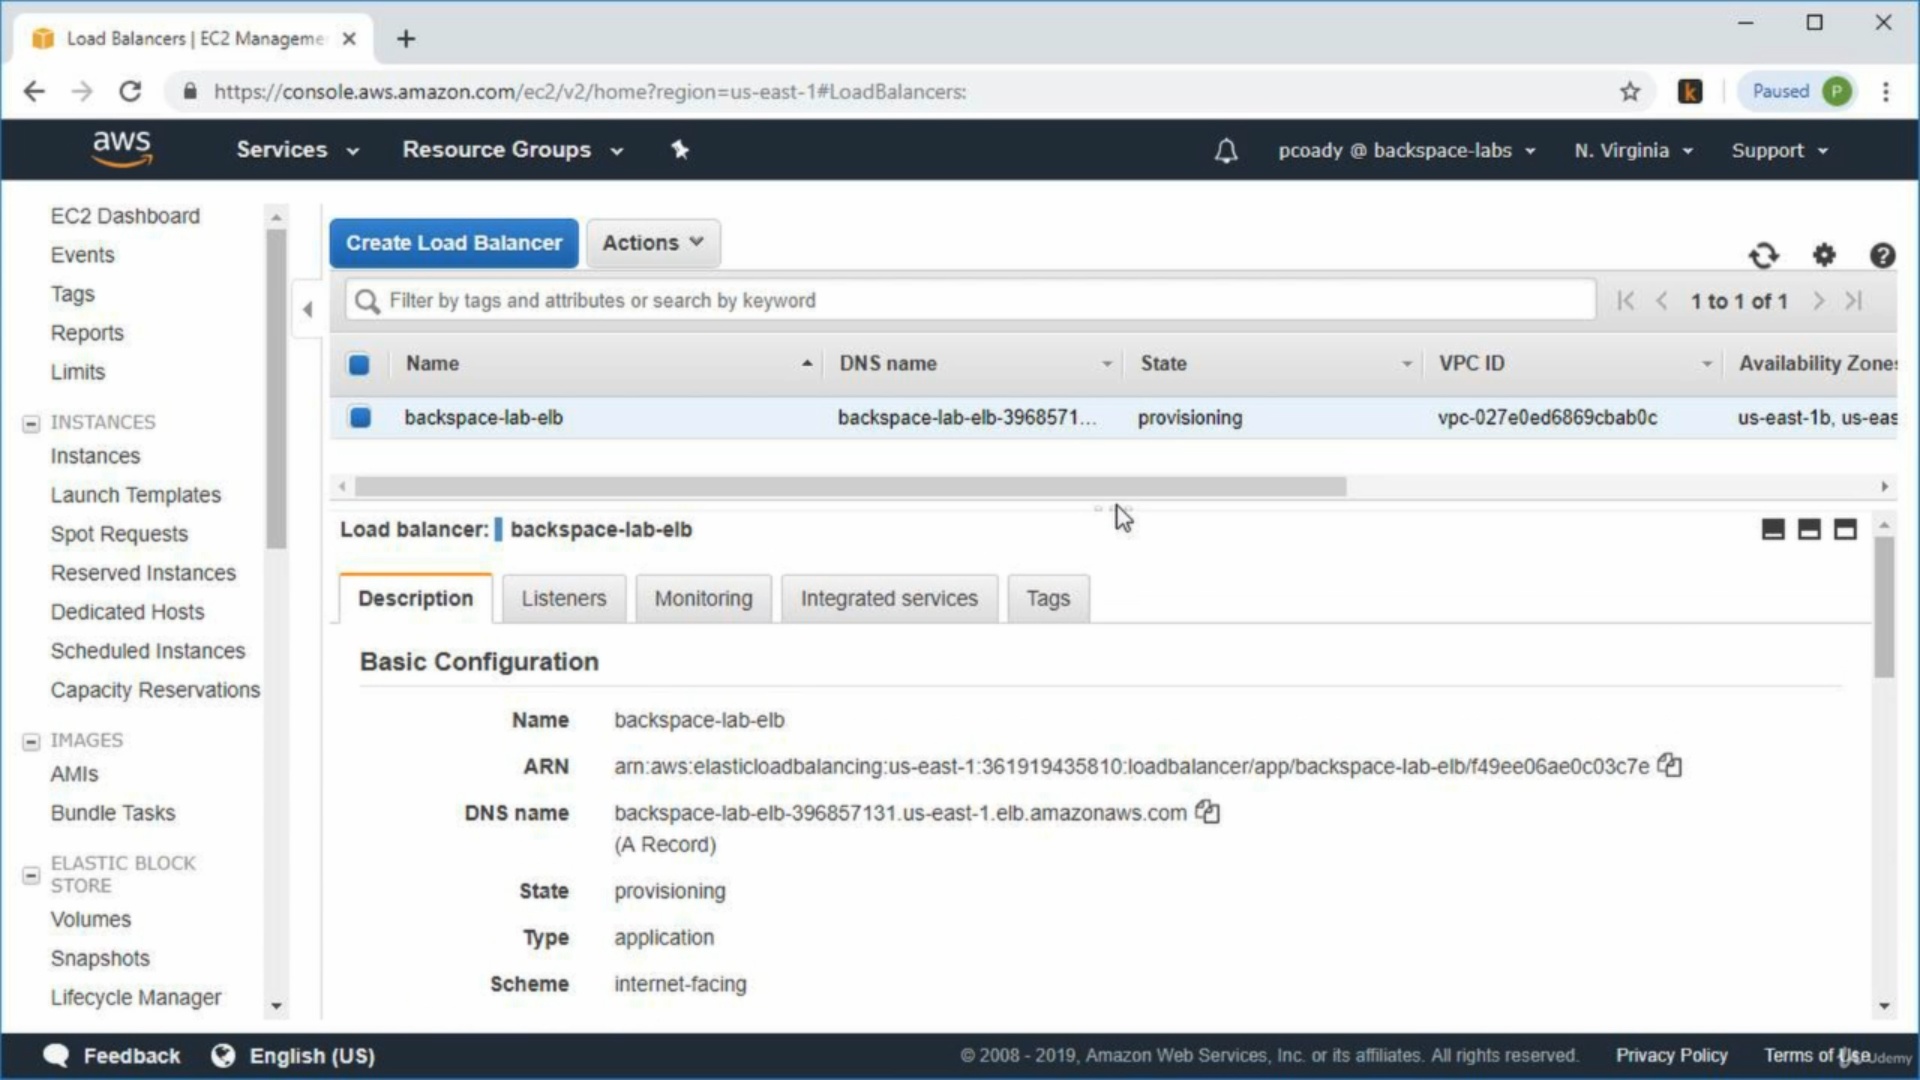 Load Balancers | EC2 Manageme
https://console.aws.amazon.com/ec2/v2/home?region=us-east-1#LoadBalancers:
k
Paused P
aws
Services
Resource Groups
pcoady @ backspace-labs
N. Virginia
Support
EC2 Dashboard
Events
Tags
Reports
Limits
INSTANCES
Instances
Launch Templates
Spot Requests
Reserved Instances
Dedicated Hosts
Scheduled Instances
Capacity Reservations
IMAGES
AMIs
Bundle Tasks
ELASTIC BLOCK
STORE
Volumes
Snapshots
Lifecycle Manager
Create Load Balancer
Actions
Filter by tags and attributes or search by keyword
1 to 1 of 1
Name DNS name State VPC ID Availability Zones
backspace-lab-elb backspace-lab-elb-3968571... provisioning vpc-027e0ed6869cbab0c us-east-1b, us-eas
Load balancer: backspace-lab-elb
Description Listeners Monitoring Integrated services Tags
Basic Configuration
Name backspace-lab-elb
ARN arn:aws:elasticloadbalancing:us-east-1:361919435810:loadbalancer/app/backspace-lab-elb/f49ee06ae0c03c7e
DNS name backspace-lab-elb-396857131.us-east-1.elb.amazonaws.com
(A Record)
State provisioning
Type application
Scheme internet-facing
Feedback
English (US)
© 2008 - 2019, Amazon Web Services, Inc. or its affiliates. All rights reserved.
Privacy Policy
Terms of Use
Udemy